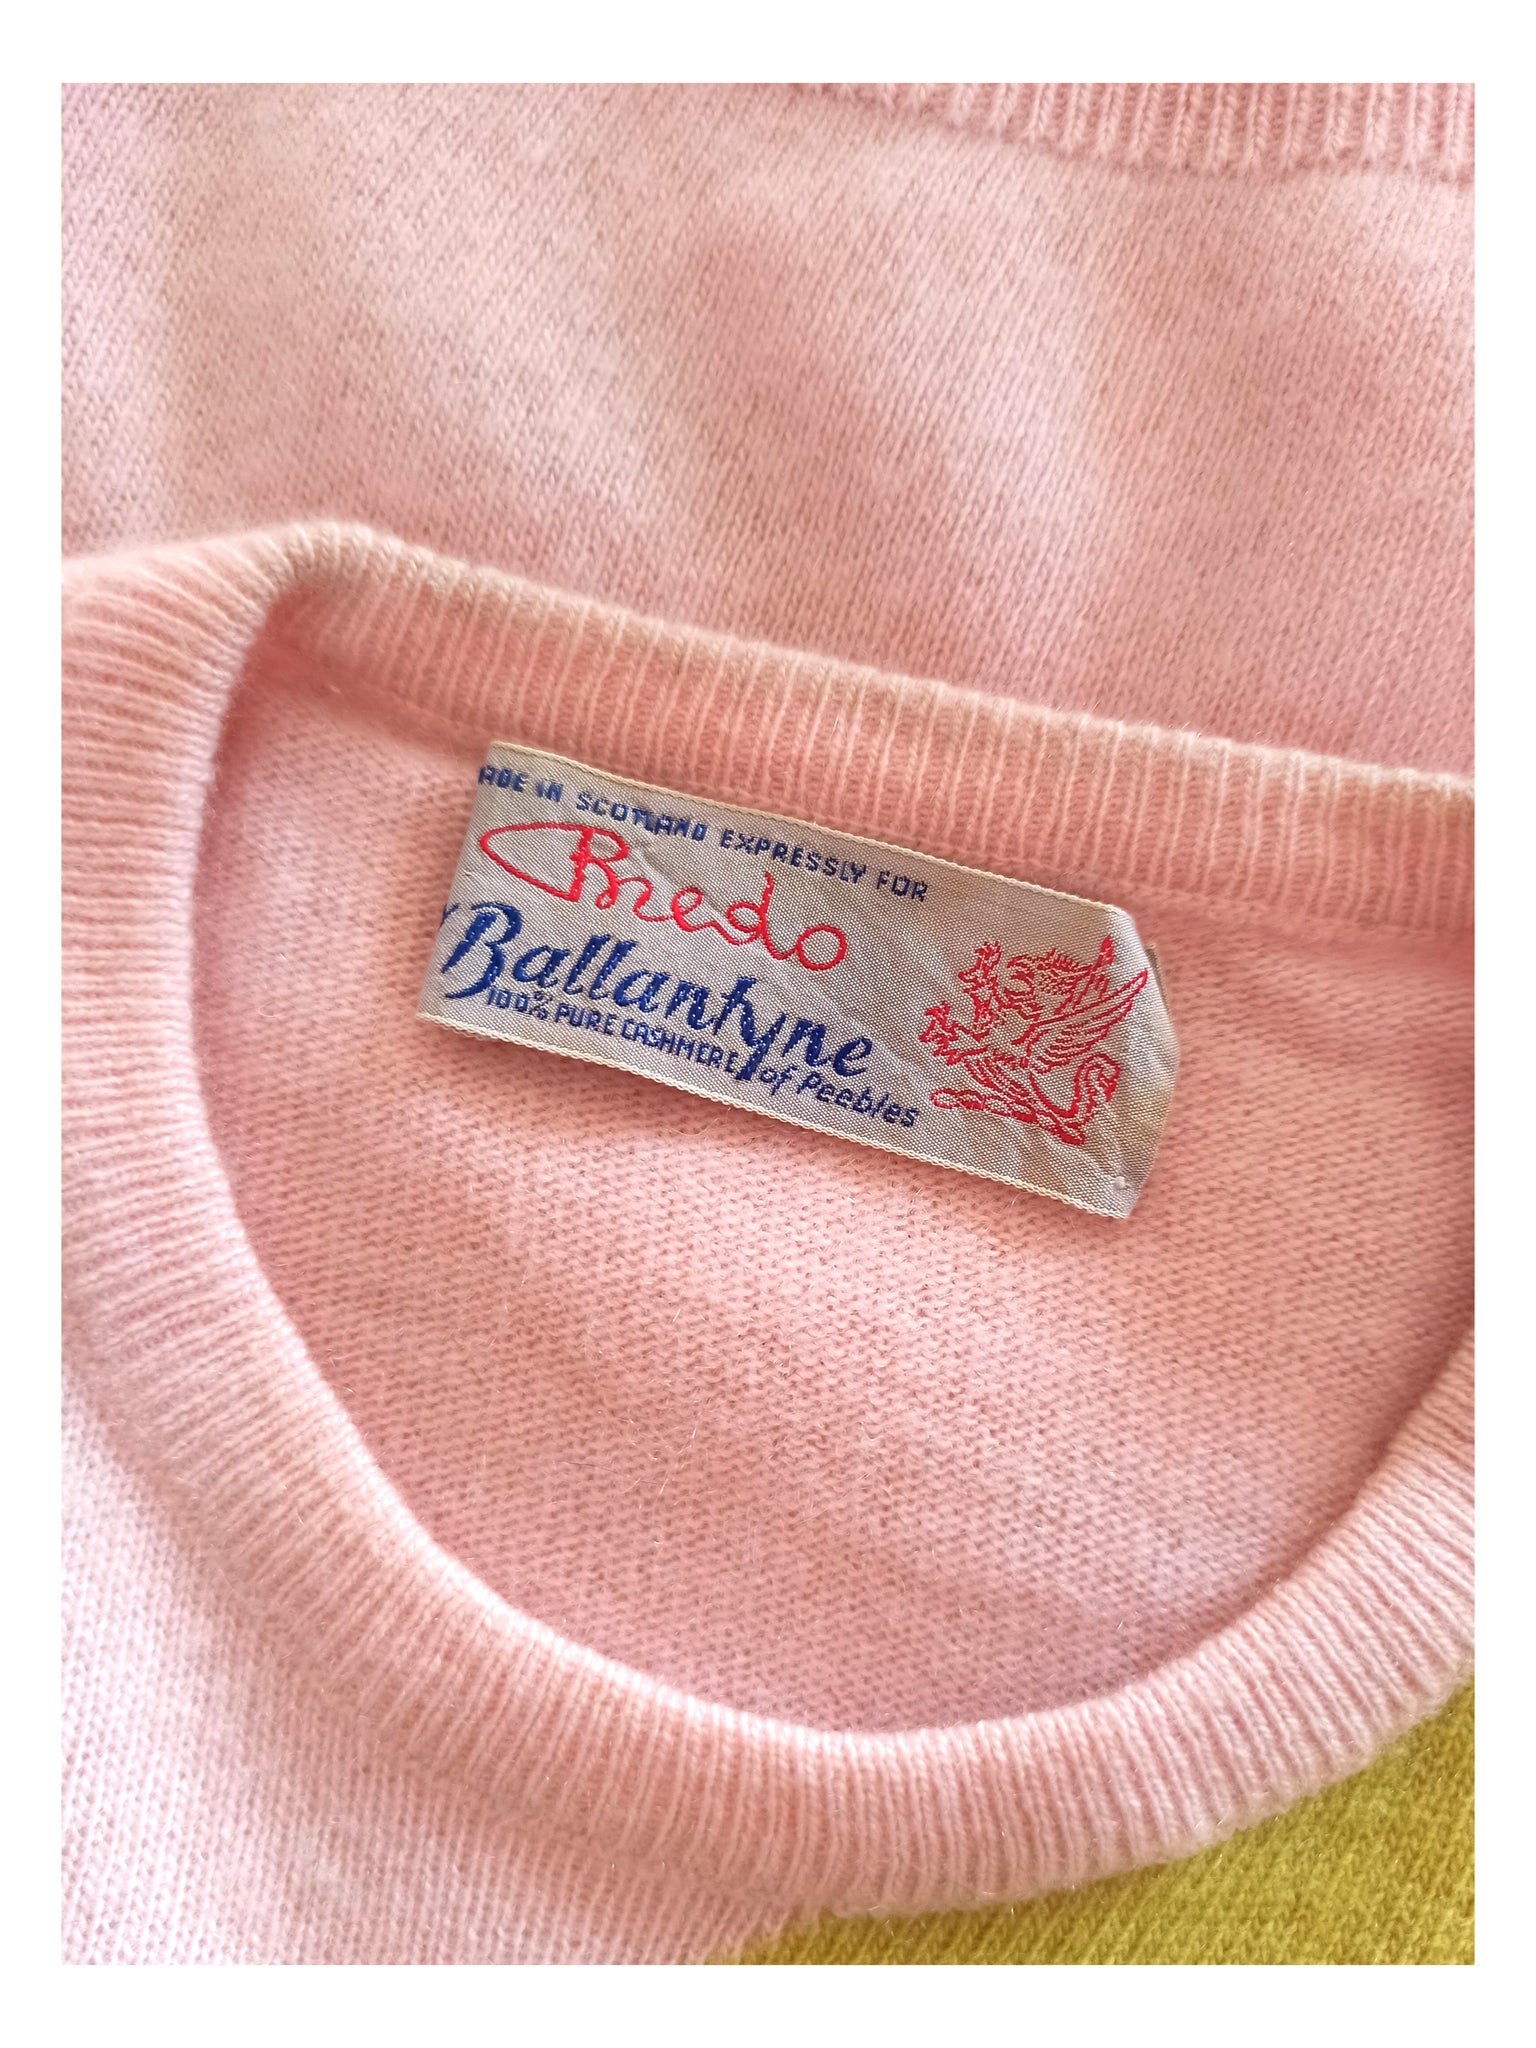 MADE IN SCOTLAND EXPRESSLY FOR
Bredo
Ballantyne
100% PURE CASHMERE of Peebles